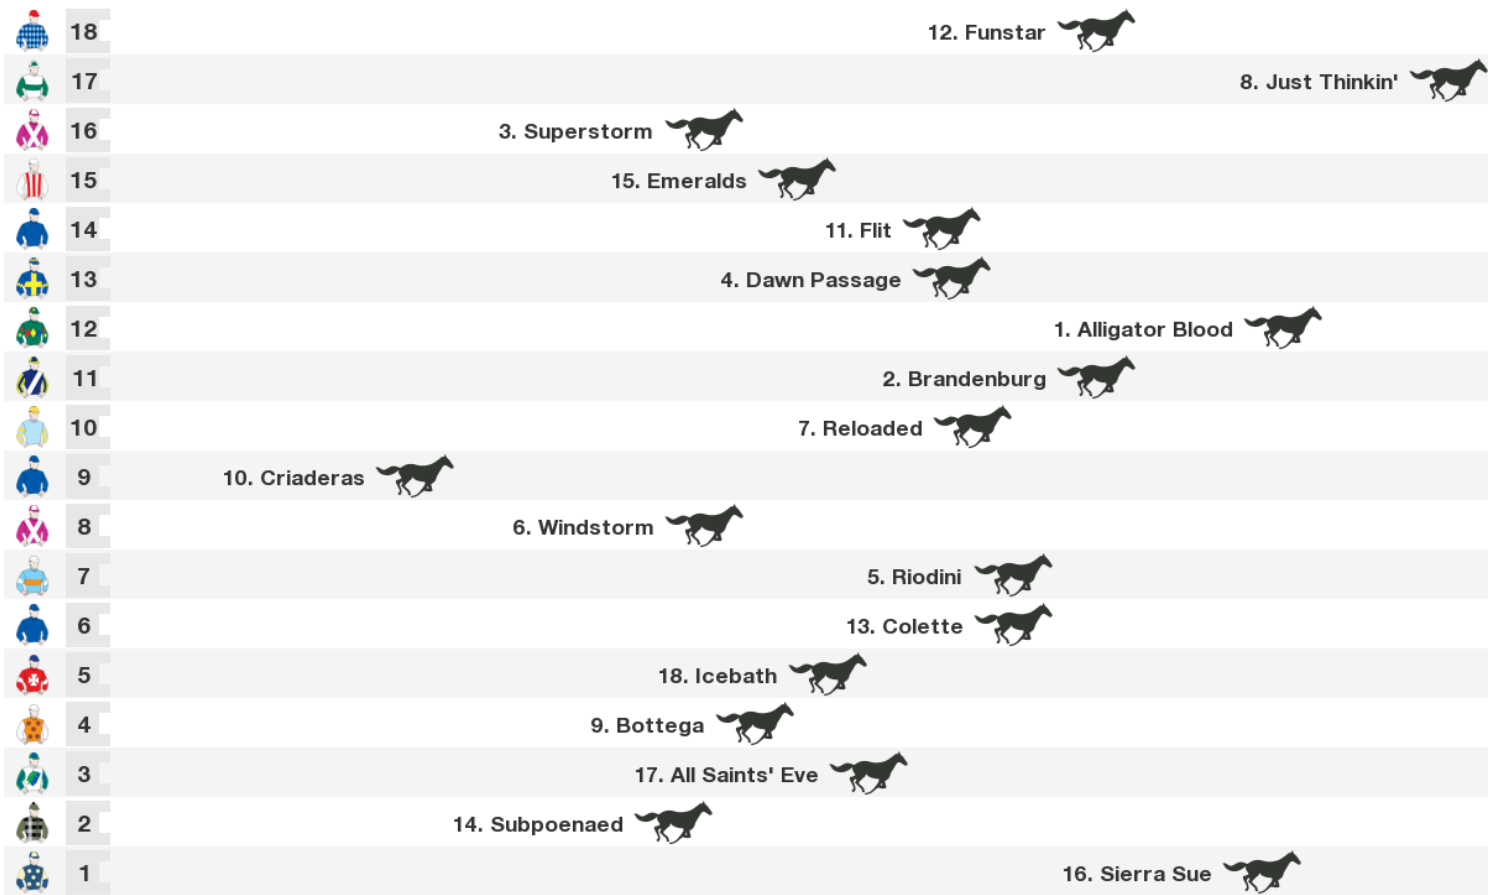 18 12. Funstar
17 8. Just Thinkin'
16 3. Superstorm
15 15. Emeralds
14 11. Flit
13 4. Dawn Passage
12 1. Alligator Blood
11 2. Brandenburg
10 7. Reloaded
9 10. Criaderas
8 6. Windstorm
7 5. Riodini
6 13. Colette
5 18. Icebath
4 9. Bottega
3 17. All Saints' Eve
2 14. Subpoenaed
1 16. Sierra Sue